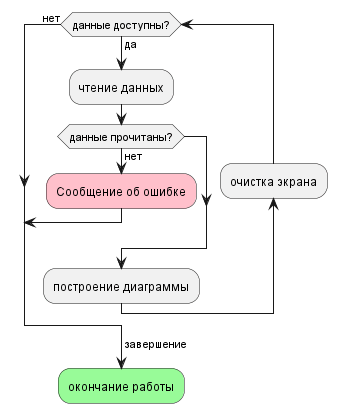 нет
данные доступны?
да
чтение данных
данные прочитаны?
нет
Сообщение об ошибке
очистка экрана
построение диаграммы
завершение
окончание работы